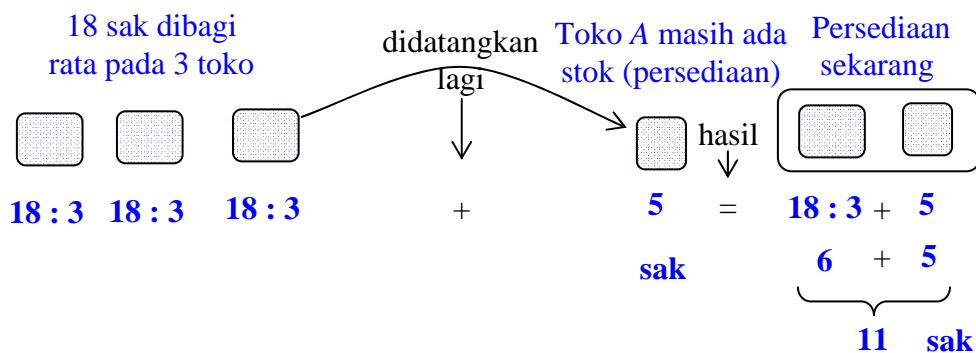 18 sak dibagi
rata pada 3 toko
didatangkan
lagi
Toko A masih ada
stok (persediaan)
Persediaan
sekarang
hasil
18 : 3 18 : 3 18 : 3 + 5 = 18 : 3 + 5
sak 6 + 5
11 sak